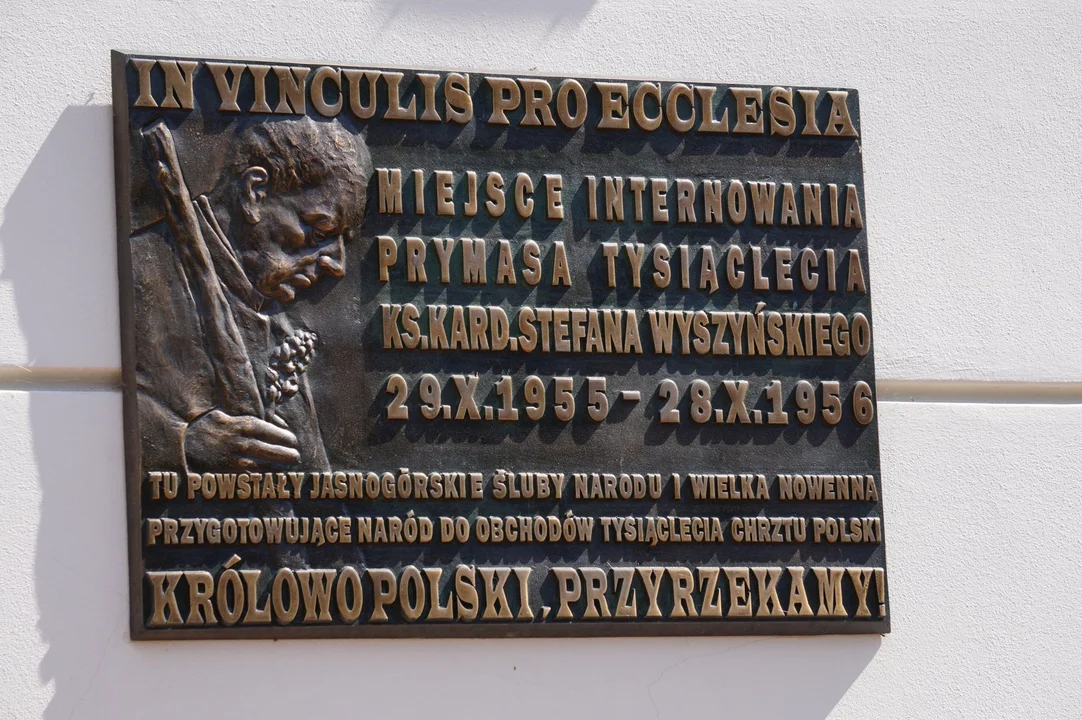 IN VINCULIS PRO ECCLESIA
MIEJSCE INTERNOWANIA
PRYMASA TYSIĄCLECIA
KS.KARD.STEFANA WYSZYŃSKIEGO
29.X.1955 – 28.X.1956
TU POWSTAŁY JASNOGÓRSKIE ŚLUBY NARODU I WIELKA NOWENNA
PRZYGOTOWUJĄCE NARÓD DO OBCHODÓW TYSIĄCLECIA CHRZTU POLSKI
KRÓLOWO POLSKI, PRZYRZEKAMY!